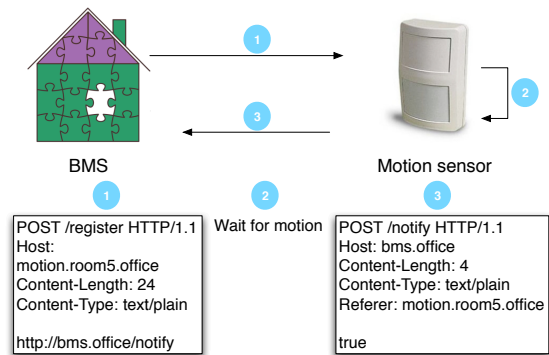 1
2
3
BMS
Motion sensor
1
2
3
POST /register HTTP/1.1
Host:
motion.room5.office
Content-Length: 24
Content-Type: text/plain
http://bms.office/notify
Wait for motion
POST /notify HTTP/1.1
Host: bms.office
Content-Length: 4
Content-Type: text/plain
Referer: motion.room5.office
true